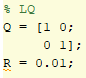 % LQ
Q = [1 0;
0 1];
R = 0.01;